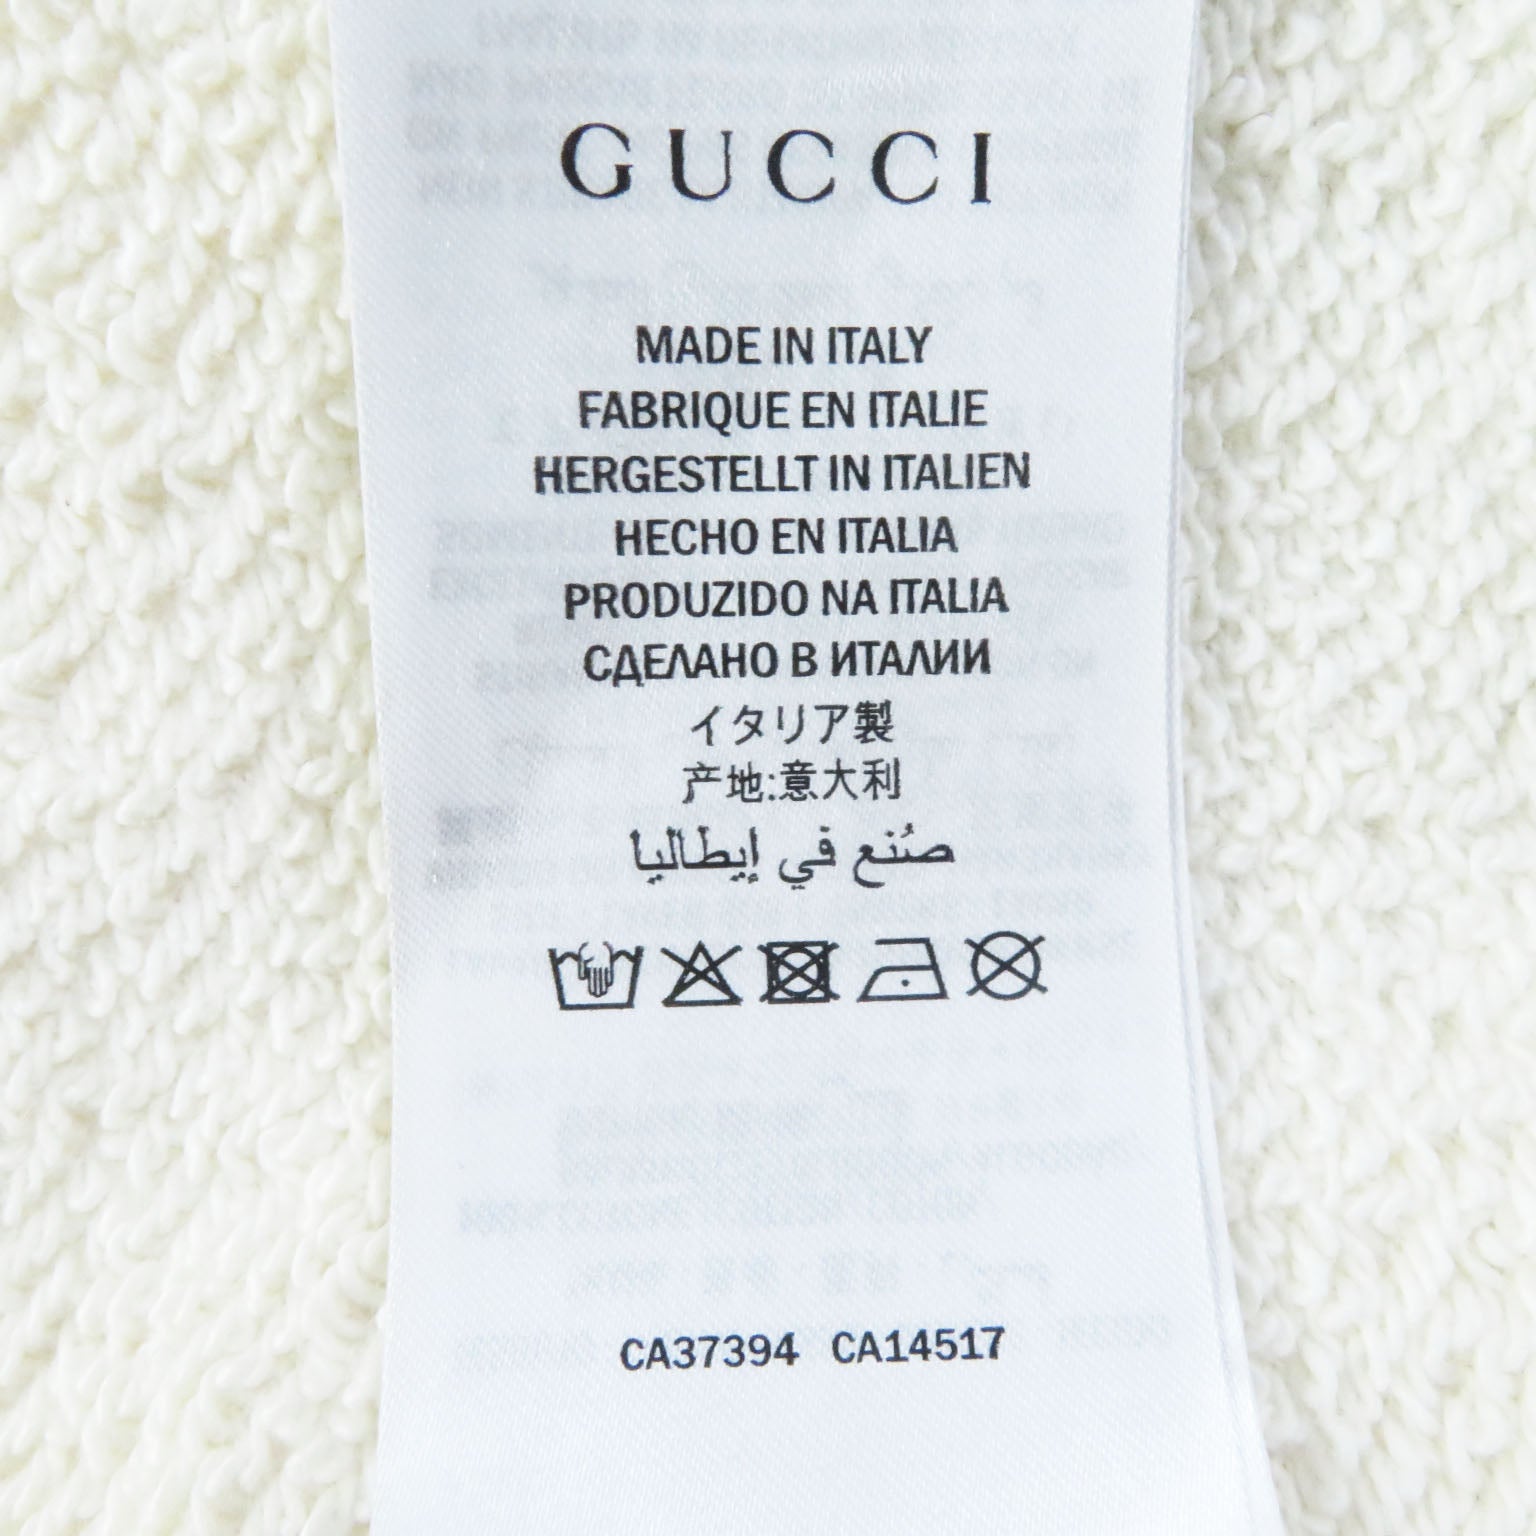 GUCCI
MADE IN ITALY
FABRIQUE EN ITALIE
HERGESTELLT IN ITALIEN
HECHO EN ITALIA
PRODUZIDO NA ITALIA
СДЕЛАНО В ИТАЛИИ
イタリア製
产地:意大利
صُنع في إيطاليا
CA37394 CA14517